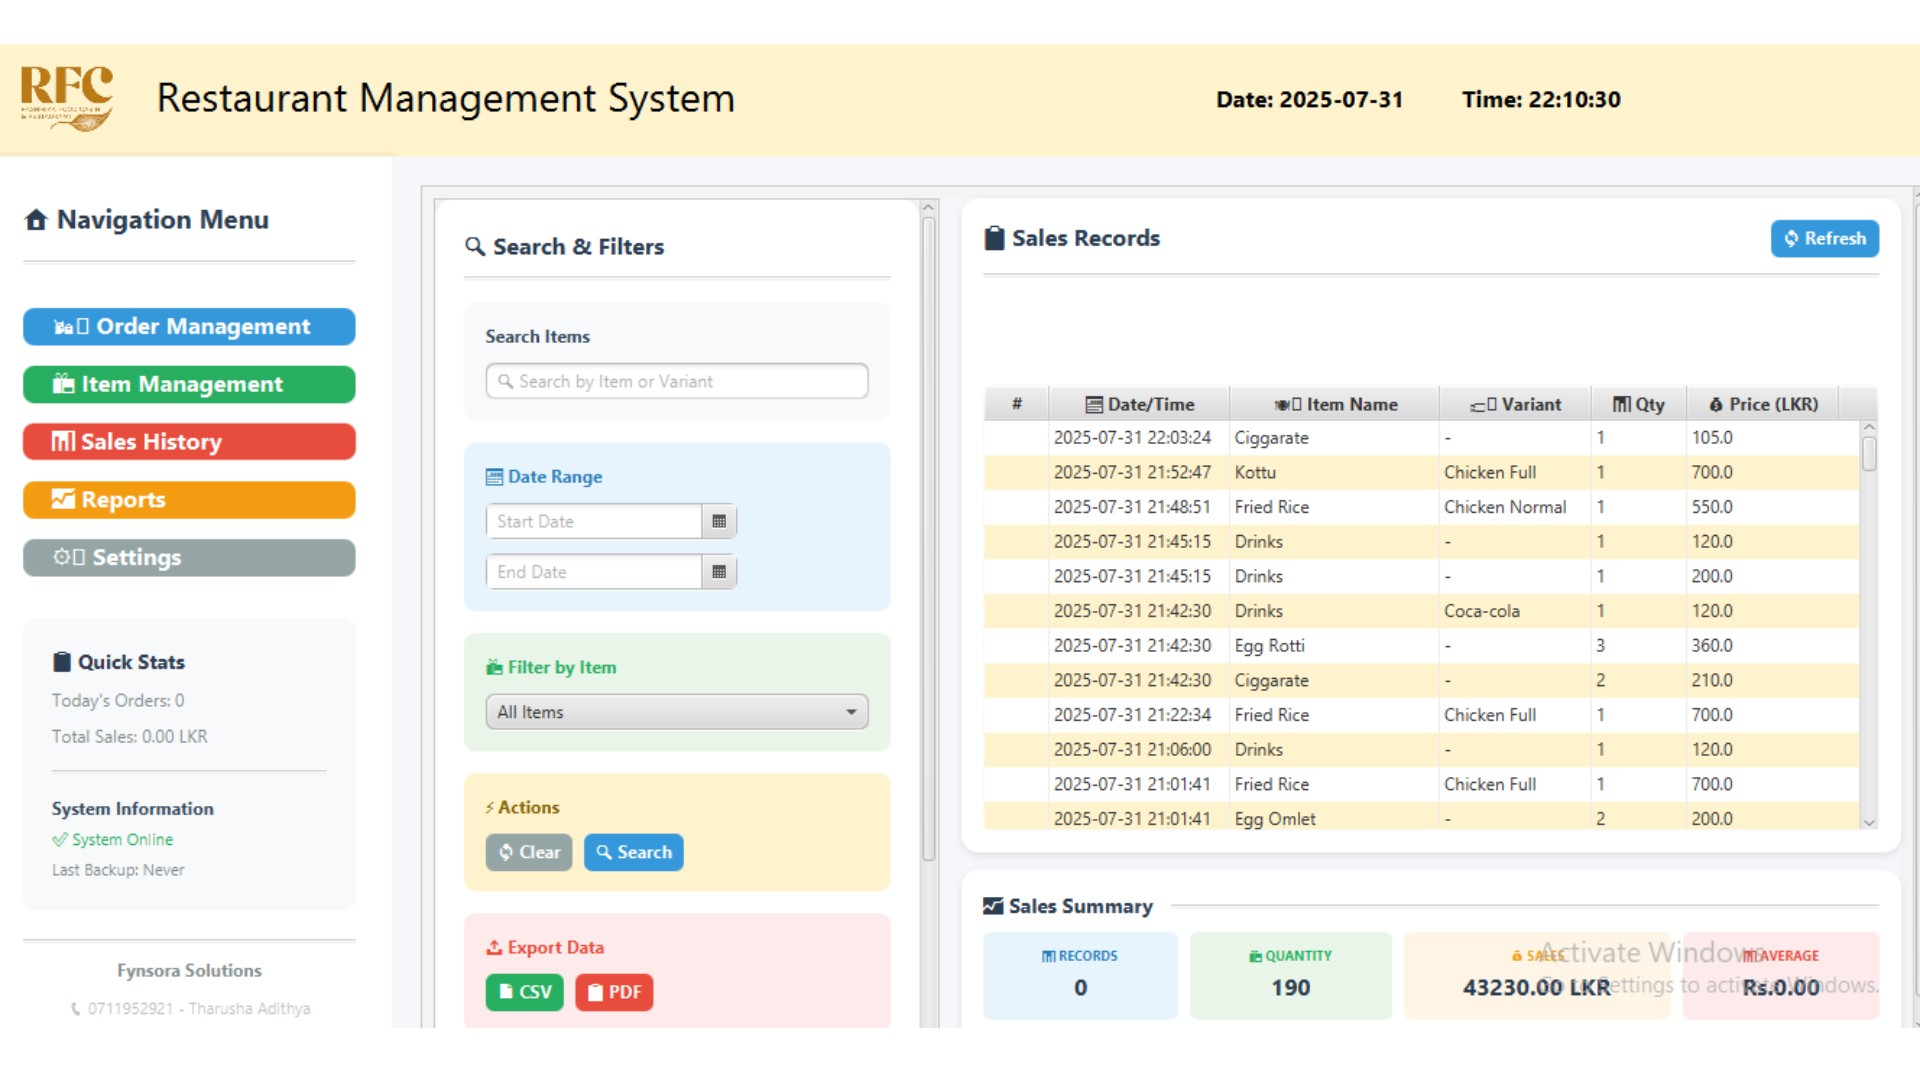 RFC
& RESTAURANT
Restaurant Management System
Date: 2025-07-31
Time: 22:10:30
Navigation Menu
Order Management
Item Management
Sales History
Reports
Settings
Quick Stats
Today's Orders: 0
Total Sales: 0.00 LKR
System Information
System Online
Last Backup: Never
Fynsora Solutions
0711952921 - Tharusha Adithya
Search & Filters
Search Items
Search by Item or Variant
Date Range
Start Date
End Date
Filter by Item
All Items
Actions
Clear Search
Export Data
CSV PDF
Sales Records
Refresh
# Date/Time Item Name Variant Qty Price (LKR)
2025-07-31 22:03:24 Ciggarate - 1 105.0
2025-07-31 21:52:47 Kottu Chicken Full 1 700.0
2025-07-31 21:48:51 Fried Rice Chicken Normal 1 550.0
2025-07-31 21:45:15 Drinks - 1 120.0
2025-07-31 21:45:15 Drinks - 1 200.0
2025-07-31 21:42:30 Drinks Coca-cola 1 120.0
2025-07-31 21:42:30 Egg Rotti - 3 360.0
2025-07-31 21:42:30 Ciggarate - 2 210.0
2025-07-31 21:22:34 Fried Rice Chicken Full 1 700.0
2025-07-31 21:06:00 Drinks - 1 120.0
2025-07-31 21:01:41 Fried Rice Chicken Full 1 700.0
2025-07-31 21:01:41 Egg Omlet - 2 200.0
Sales Summary
RECORDS
0
QUANTITY
190
SALES
43230.00 LKR
AVERAGE
Rs.0.00
Activate Windows
Go to Settings to activate Windows.